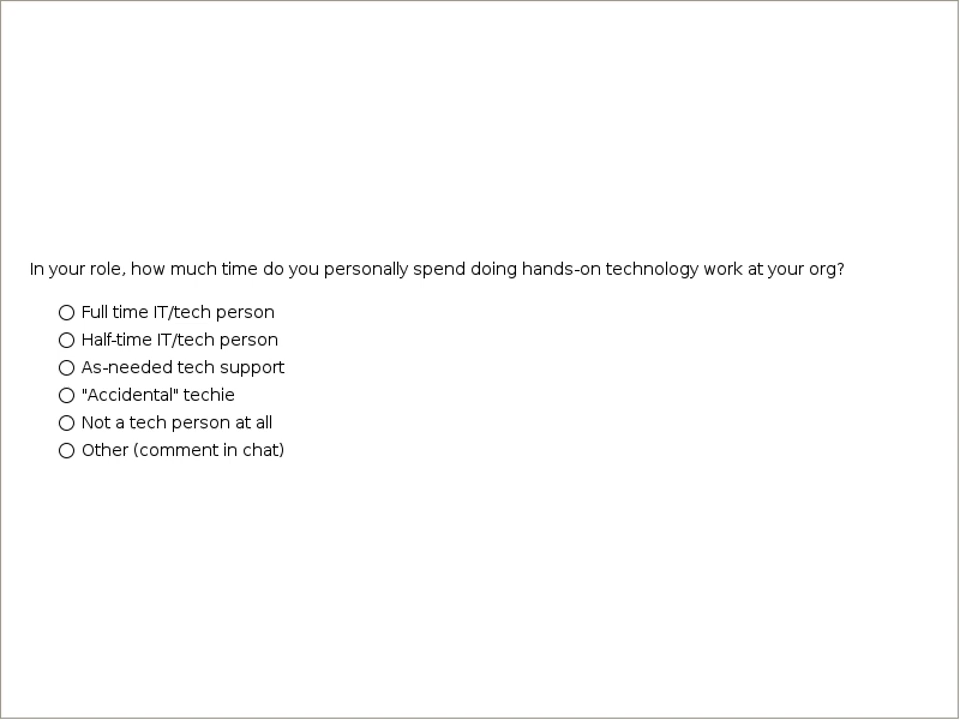 In your role, how much time do you personally spend doing hands-on technology work at your org?
Full time IT/tech person
Half-time IT/tech person
As-needed tech support
"Accidental" techie
Not a tech person at all
Other (comment in chat)